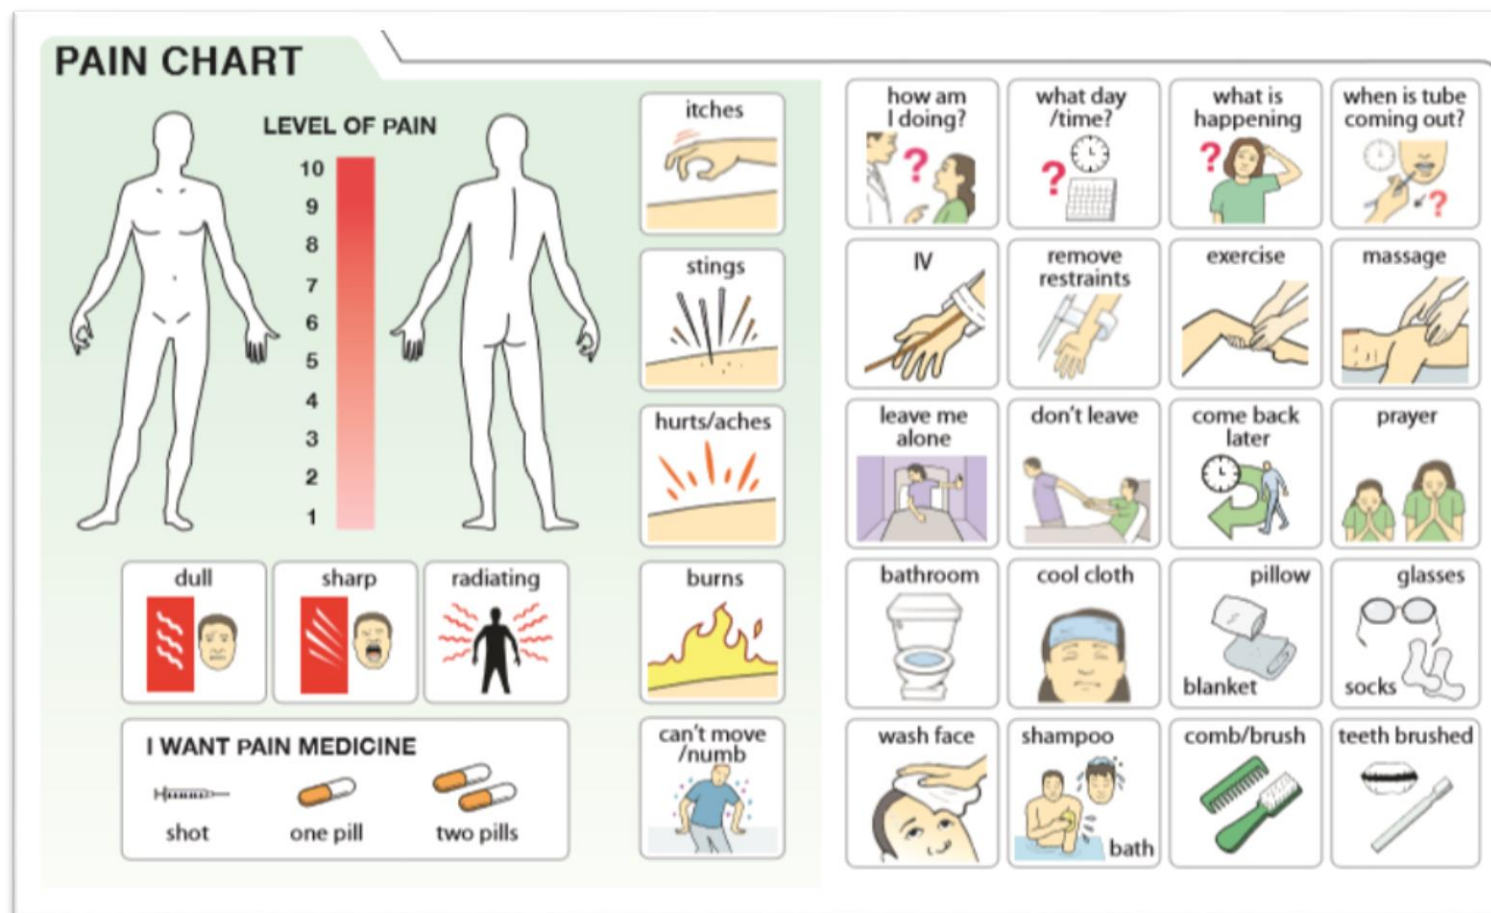 PAIN CHART
LEVEL OF PAIN
10
9
8
7
6
5
4
3
2
1
itches
stings
hurts/aches
burns
can't move
/numb
dull
sharp
radiating
I WANT PAIN MEDICINE
shot
one pill
two pills
how am
I doing?
?
what day
/time?
?
what is
happening
?
when is tube
coming out?
?
IV
remove
restraints
exercise
massage
leave me
alone
don't leave
come back
later
prayer
bathroom
cool cloth
pillow
blanket
glasses
socks
wash face
shampoo
bath
comb/brush
teeth brushed